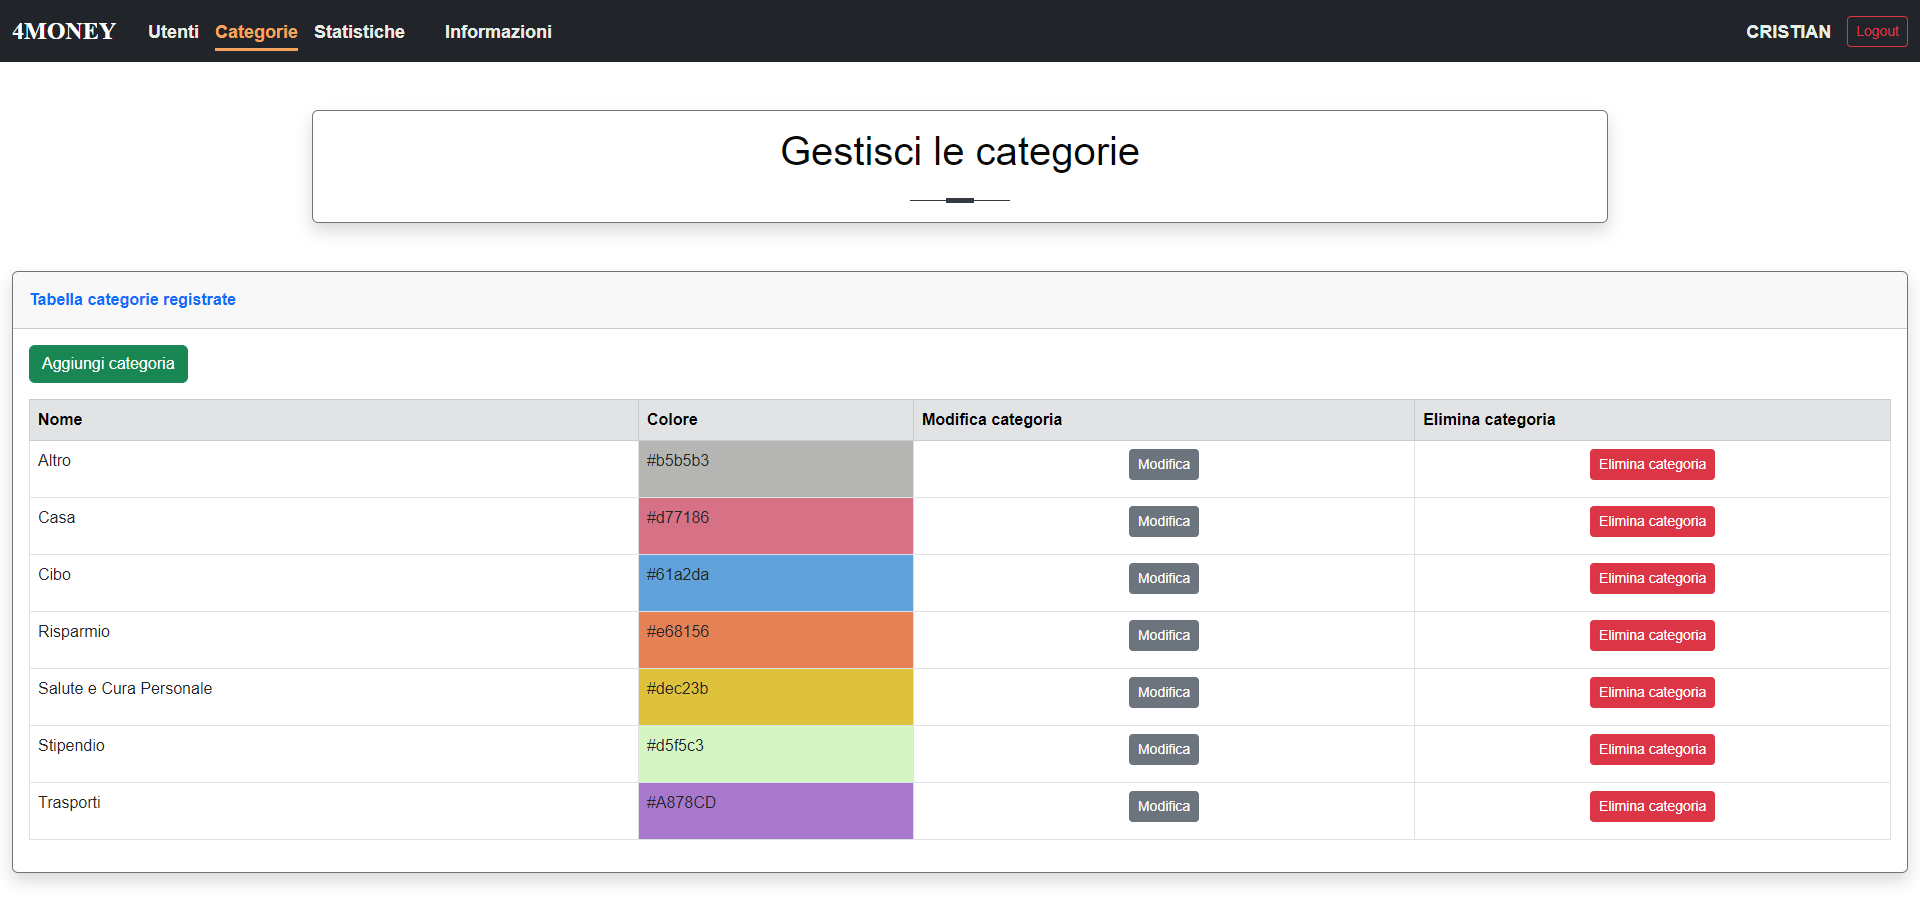 4MONEY Utenti Categorie Statistiche Informazioni CRISTIAN Logout
Gestisci le categorie
Tabella categorie registrate
Aggiungi categoria
Nome Colore Modifica categoria Elimina categoria
Altro #b5b5b3 Modifica Elimina categoria
Casa #d77186 Modifica Elimina categoria
Cibo #61a2da Modifica Elimina categoria
Risparmio #e68156 Modifica Elimina categoria
Salute e Cura Personale #dec23b Modifica Elimina categoria
Stipendio #d5f5c3 Modifica Elimina categoria
Trasporti #A878CD Modifica Elimina categoria